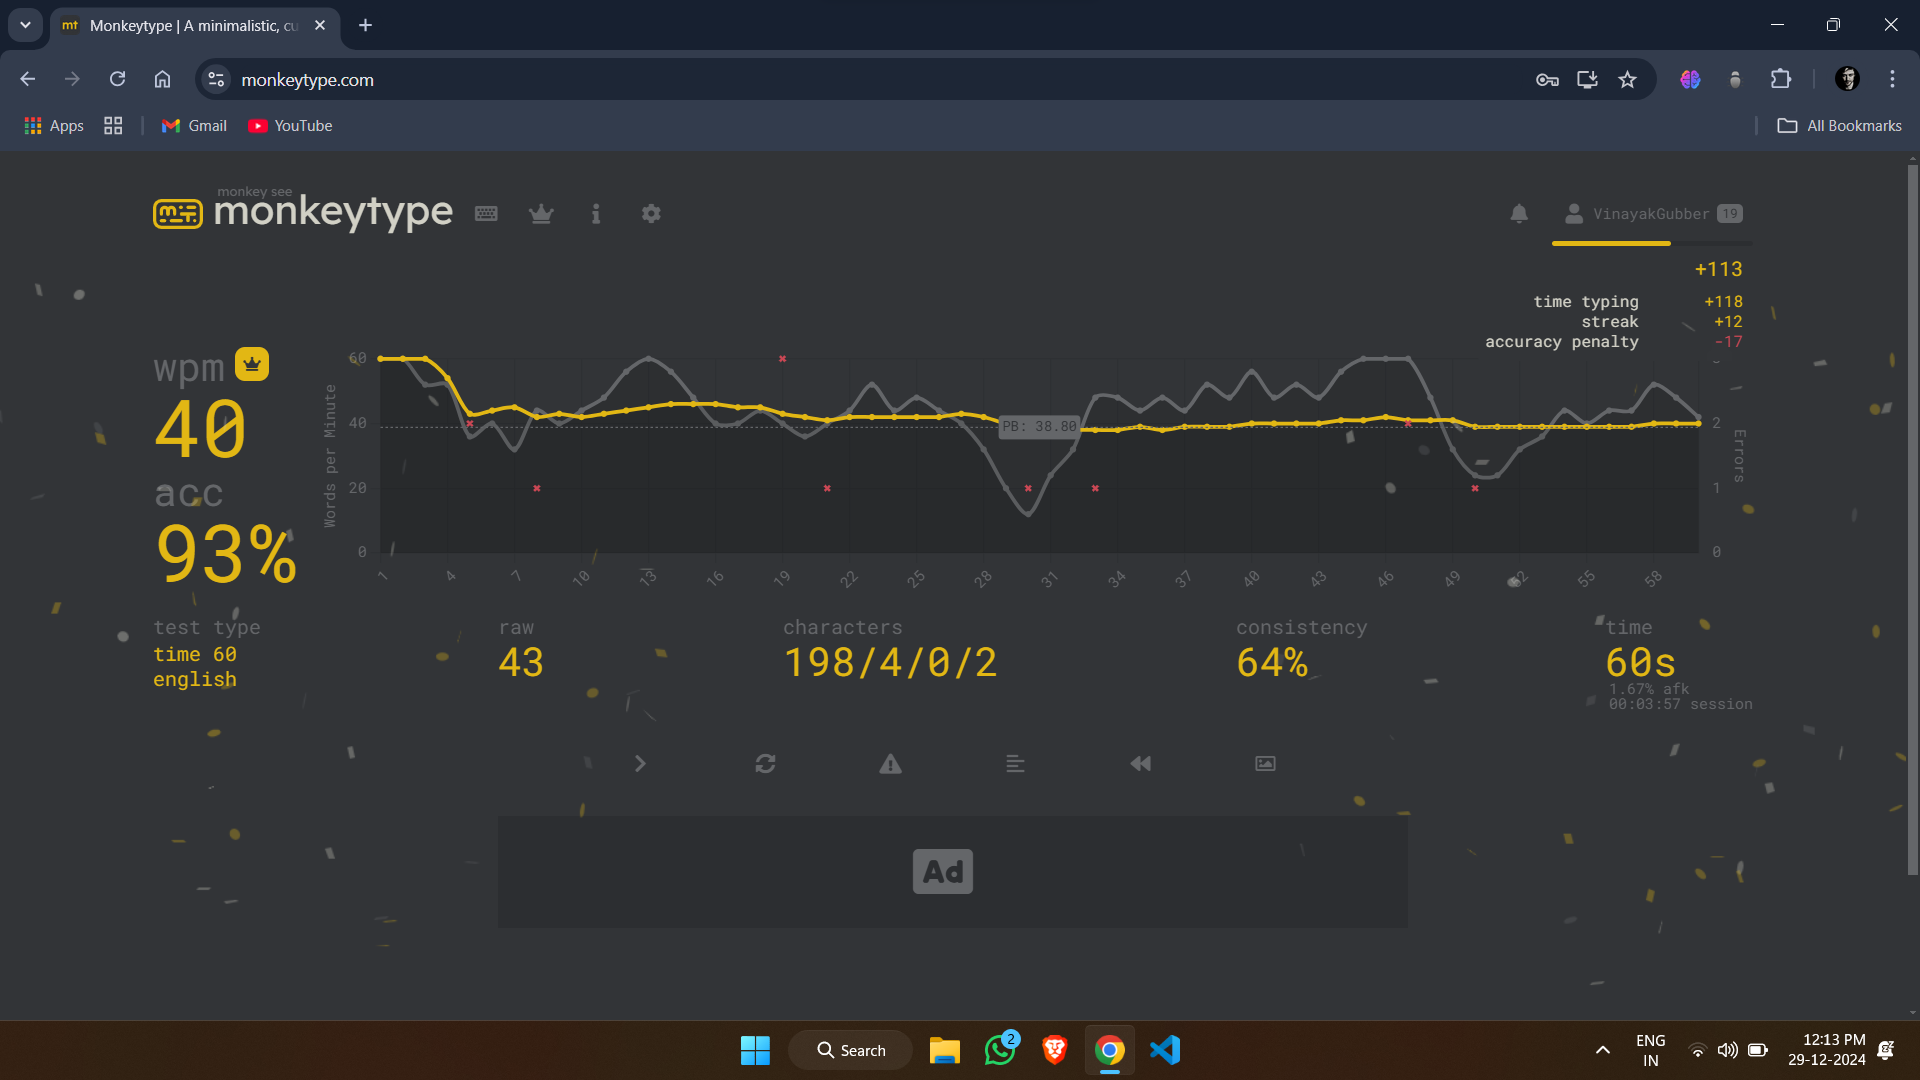 mt Monkeytype | A minimalistic, cu
monkeytype.com
Apps Gmail YouTube All Bookmarks
monkey see
monkeytype
VinayakGubber 19
+113
time typing +118
streak +12
accuracy penalty -17
wpm
40
acc
93%
Words per Minute
60
40
20
0
PB: 38.80
2
1
0
Errors
1 4 7 10 13 16 19 22 25 28 31 34 37 40 43 46 49 52 55 58
test type
time 60
english
raw
43
characters
198/4/0/2
consistency
64%
time
60s
1.67% afk
00:03:57 session
Ad
Search
2
ENG
IN
12:13 PM
29-12-2024